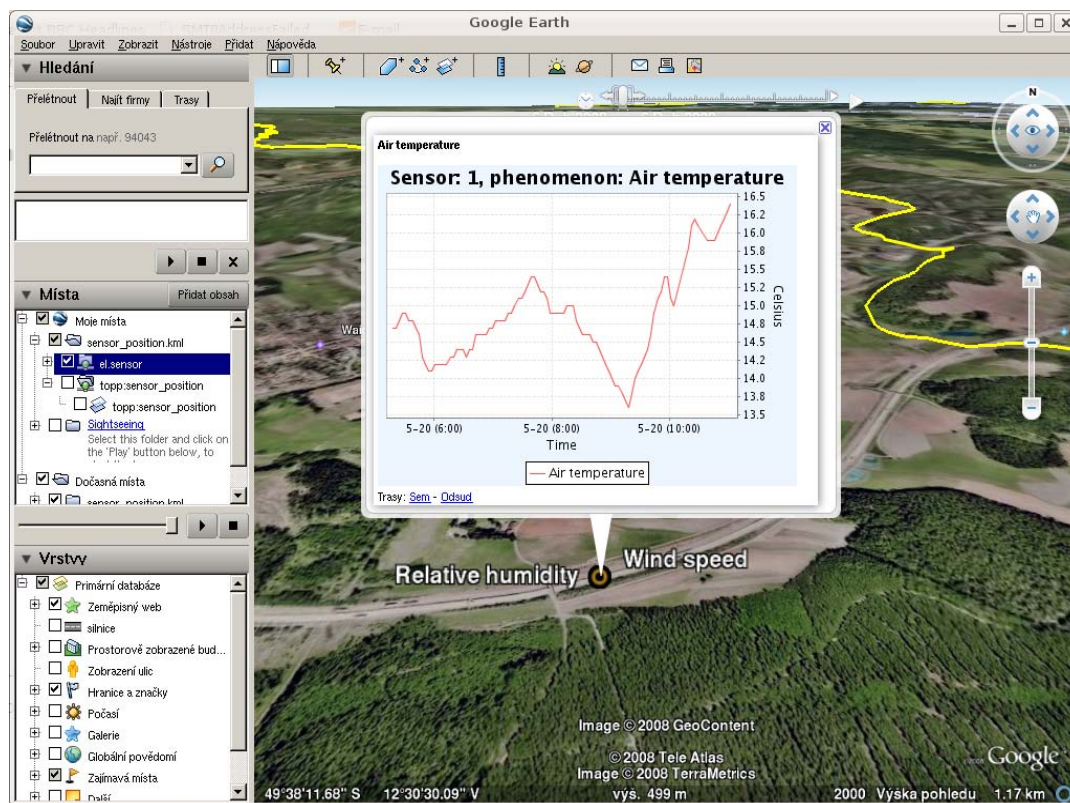 Google Earth
Soubor Upravit Zobrazit Nástroje Přidat Nápověda
Hledání
Přelétnout Najít firmy Trasy
Přelétnout na např. 94043
Místa Přidat obsah
Moje místa
sensor_position.kml
el.sensor
topp:sensor_position
topp:sensor_position
Sightseeing
Select this folder and click on
the 'Play' button below, to
Dočasná místa
sensor_position.kml
Vrstvy
Primární databáze
Zeměpisný web
silnice
Prostorově zobrazené bud...
Zobrazení ulic
Hranice a značky
Počasí
Galerie
Globální povědomí
Zajímavá místa
Další
N
Air temperature
Sensor: 1, phenomenon: Air temperature
16.5
16.2
16.0
15.8
15.5
15.2
15.0
14.8
14.5
14.2
14.0
13.8
13.5
Celsius
5-20 (6:00) 5-20 (8:00) 5-20 (10:00)
Time
Air temperature
Trasy: Sem - Odsud
Relative humidity
Wind speed
Image © 2008 GeoContent
© 2008 Tele Atlas
Image © 2008 TerraMetrics
Google
49°38'11.68" S 12°30'30.09" V výš. 499 m 2000 Výška pohledu 1.17 km